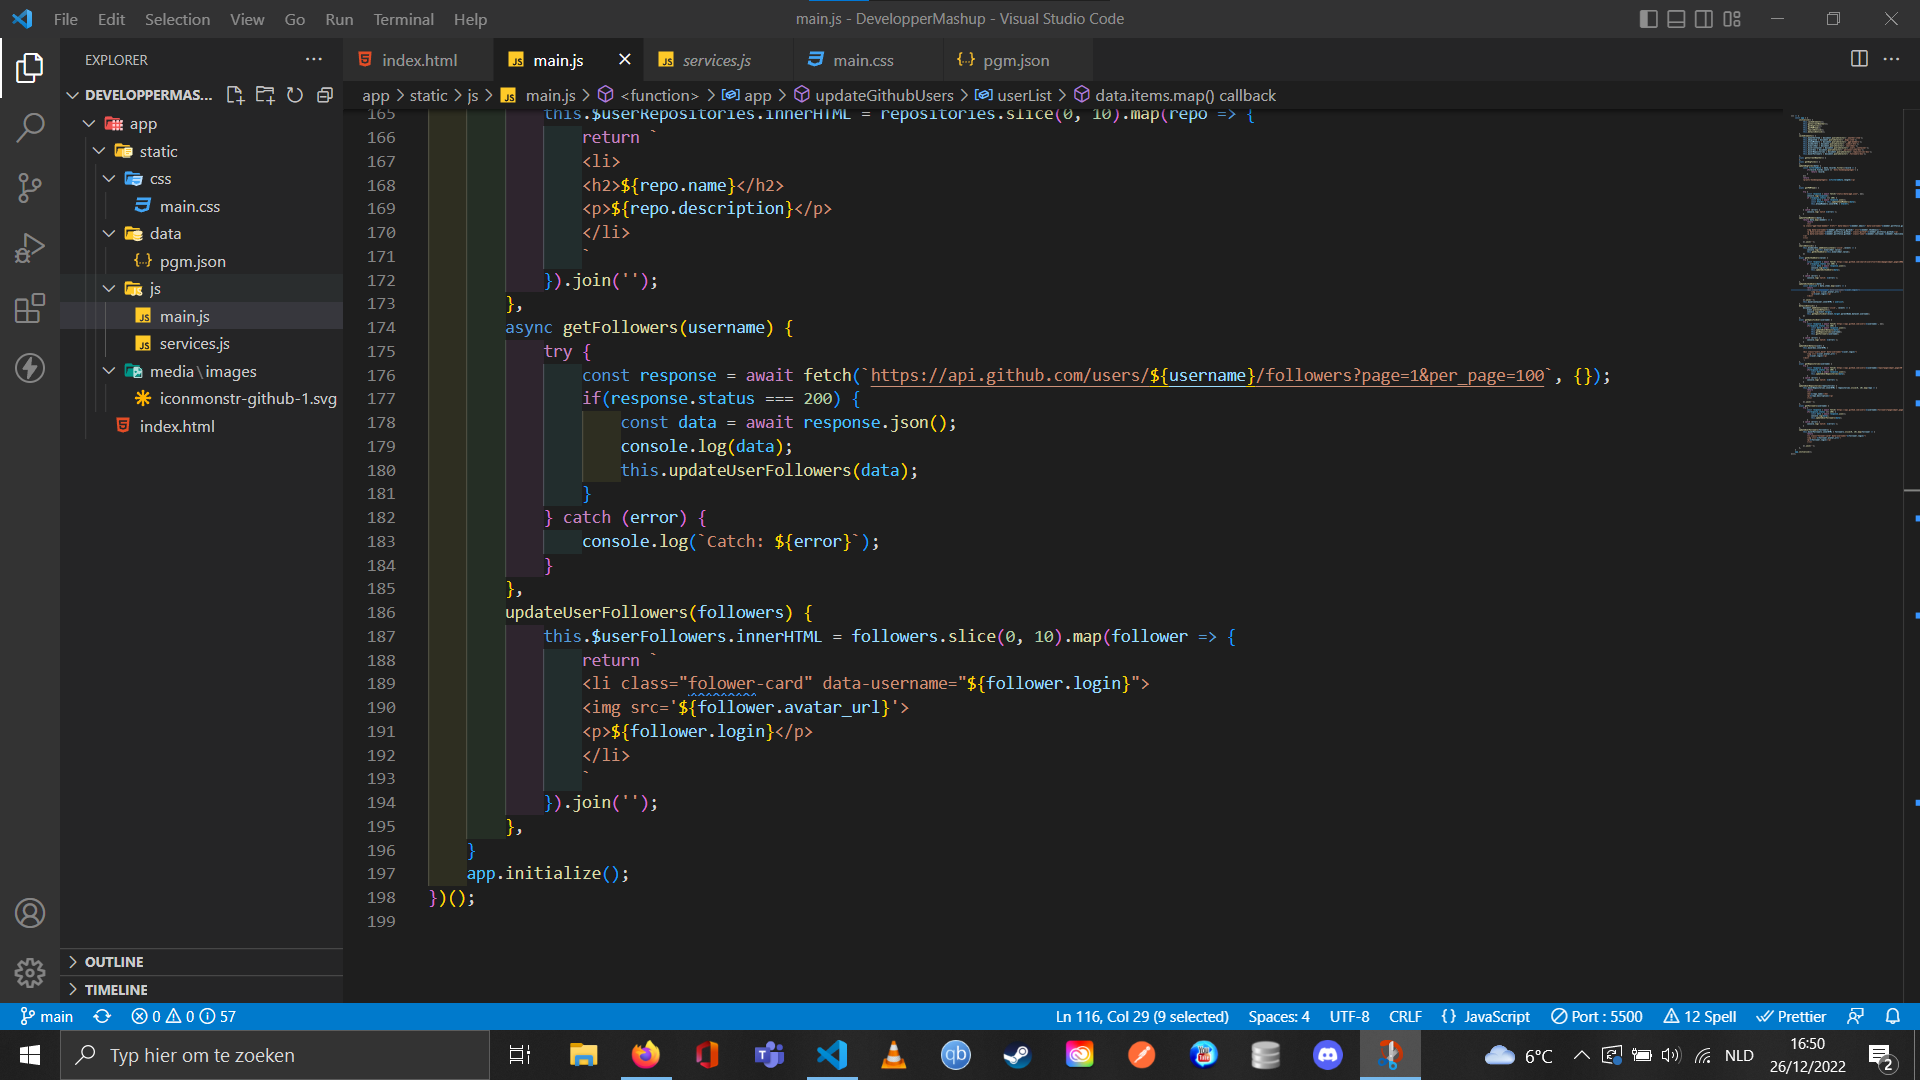 File Edit Selection View Go Run Terminal Help
main.js - DevelopperMashup - Visual Studio Code
EXPLORER
index.html
main.js
services.js
main.css
pgm.json
DEVELOPPERMAS...
app
static
css
main.css
data
pgm.json
js
main.js
services.js
media\images
iconmonstr-github-1.svg
index.html
OUTLINE
TIMELINE
app > static > js > main.js > <function> > app > updateGithubUsers > userList > data.items.map() callback
165 this.$userRepositories.innerHTML = repositories.slice(0, 10).map(repo => {
166 return `
167 <li>
168 <h2>${repo.name}</h2>
169 <p>${repo.description}</p>
170 </li>
171 `
172 }).join('');
173 },
174 async getFollowers(username) {
175 try {
176 const response = await fetch(`https://api.github.com/users/${username}/followers?page=1&per_page=100`, {});
177 if(response.status === 200) {
178 const data = await response.json();
179 console.log(data);
180 this.updateUserFollowers(data);
181 }
182 } catch (error) {
183 console.log(`Catch: ${error}`);
184 }
185 },
186 updateUserFollowers(followers) {
187 this.$userFollowers.innerHTML = followers.slice(0, 10).map(follower => {
188 return `
189 <li class="folower-card" data-username="${follower.login}">
190 <img src='${follower.avatar_url}'>
191 <p>${follower.login}</p>
192 </li>
193 `
194 }).join('');
195 },
196 }
197 app.initialize();
198 })();
199
main 0 0 57
Ln 116, Col 29 (9 selected) Spaces: 4 UTF-8 CRLF {} JavaScript Port : 5500 12 Spell Prettier
Typ hier om te zoeken
qb
6°C
NLD
16:50
26/12/2022
2